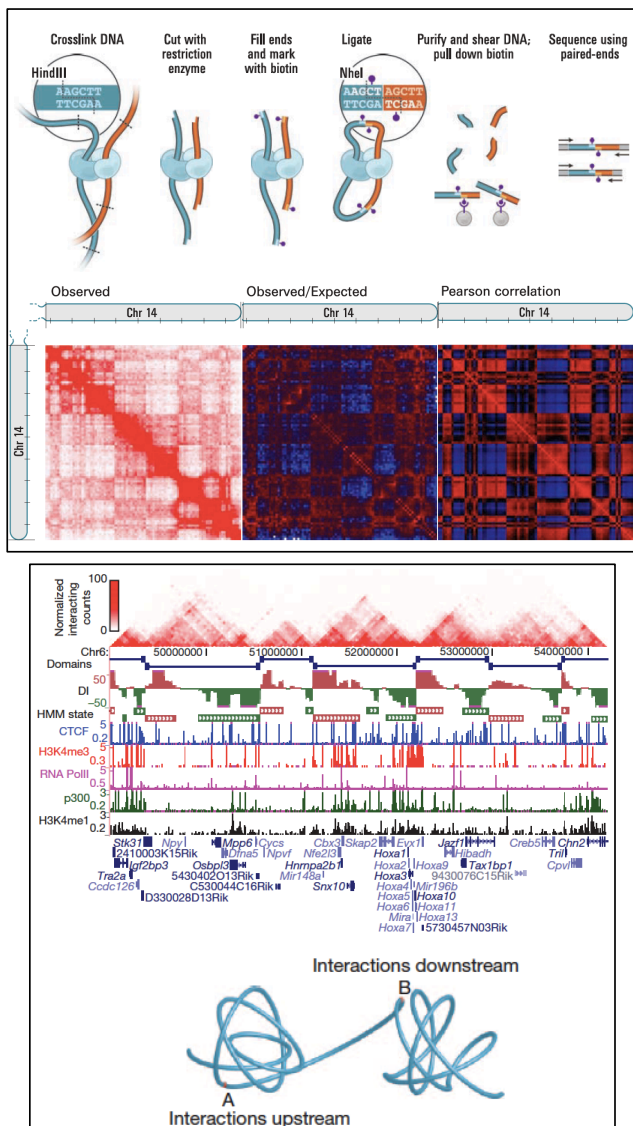 Crosslink DNA
Cut with restriction enzyme
Fill ends and mark with biotin
Ligate
Purify and shear DNA; pull down biotin
Sequence using paired-ends
HindIII
AAGCTT
TTCGAA
NheI
AAGCT AGCTT
TTCGA TCGAA
Observed
Observed/Expected
Pearson correlation
Chr 14
Chr 14
Chr 14
Chr 14
Normalized interacting counts
100
0
Chr6:
50000000
51000000
52000000
53000000
54000000
Domains
DI
50
−50
HMM state
CTCF
5
0.2
H3K4me3
5
0.3
RNA PolII
5
0.5
p300
3
0.2
H3K4me1
3
0.2
Stk31 Npy Mpp6 Cycs Cbx3 Skap2 Evx1 Jazf1 Creb5 Chn2
2410003K15Rik Dfna5 Nfe2l3 Hoxa1 Hibadh Tril
Igf2bp3 Osbpl3 Npvf Hnrnpa2b1 Hoxa2 Hoxa9 Tax1bp1 Cpvl
Tra2a 5430402O13Rik Mir148a Hoxa3 9430076C15Rik
Ccdc126 C530044C16Rik Snx10 Hoxa4 Mir196b
D330028D13Rik Hoxa5 Hoxa10
Hoxa6 Hoxa11
Mira Hoxa13
Hoxa7 5730457N03Rik
Interactions downstream
B
A
Interactions upstream